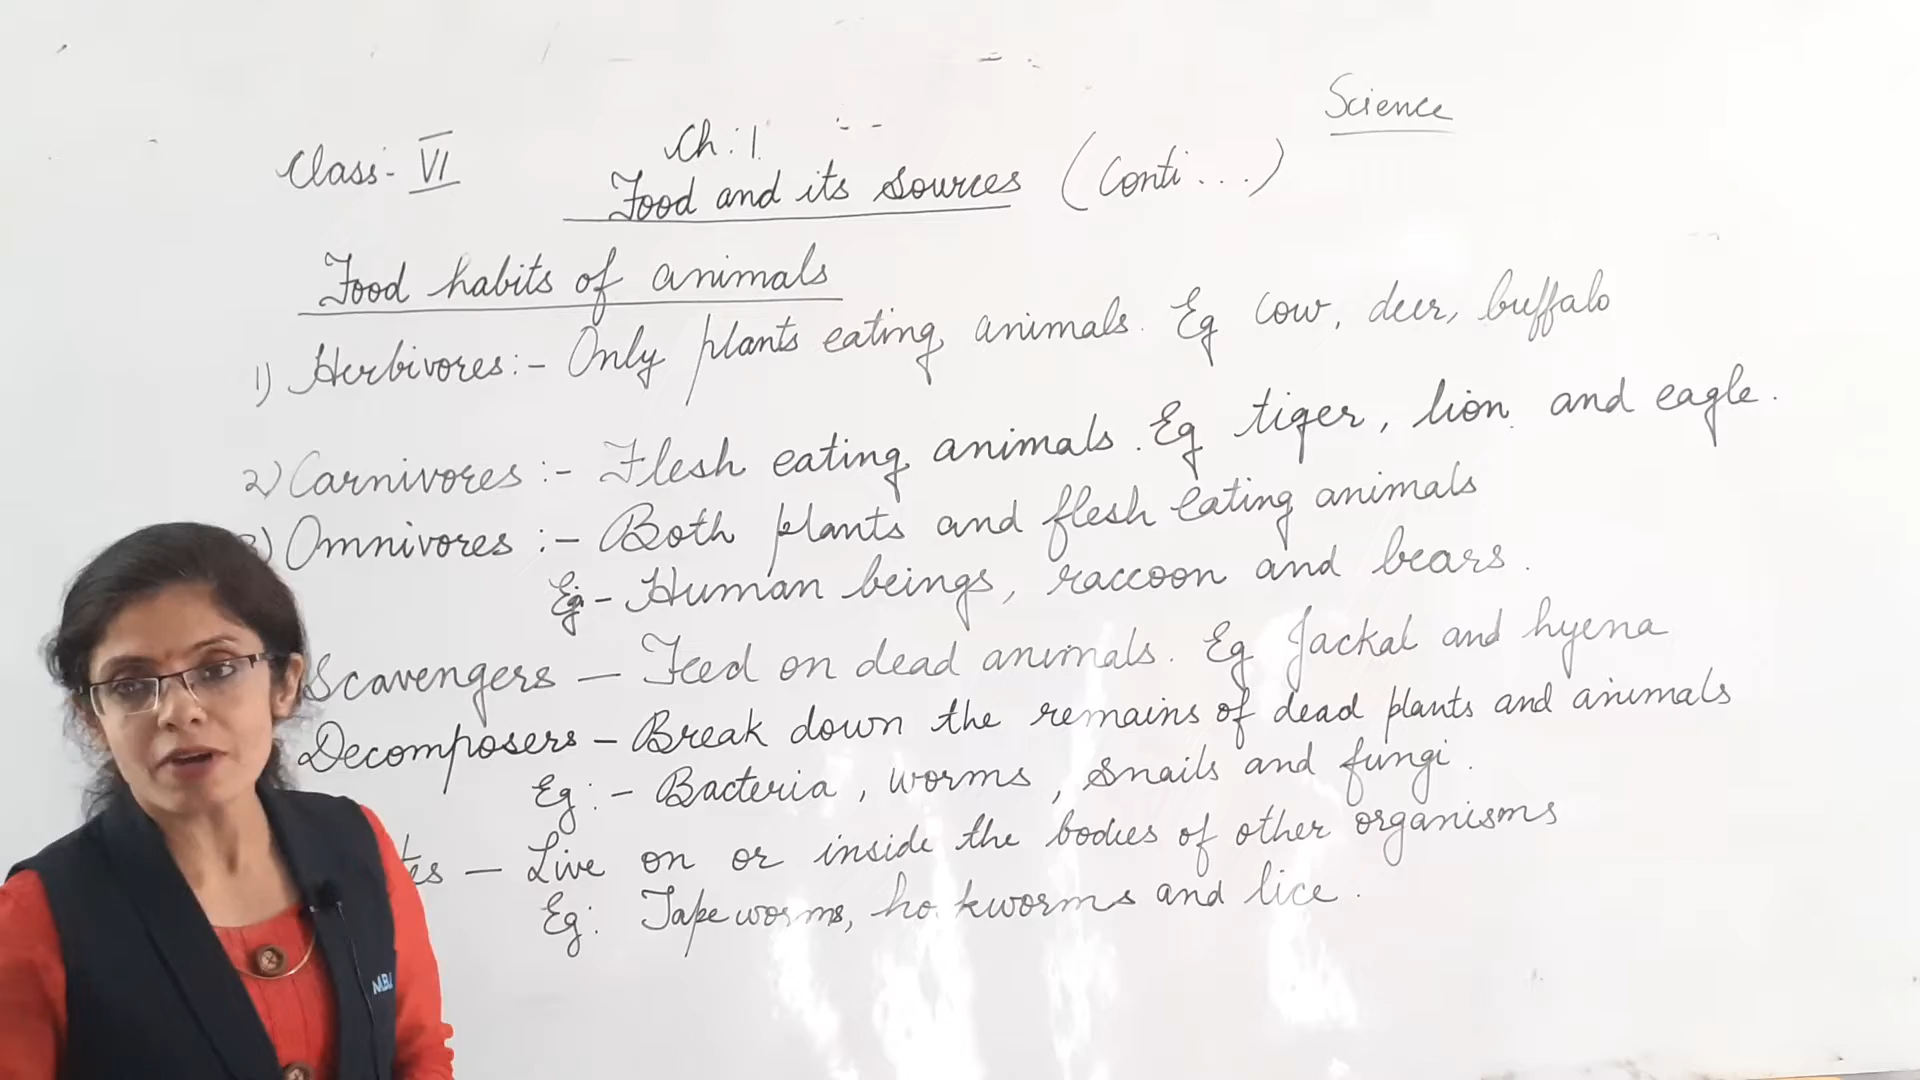 Science
Class- VI
Ch: 1
Food and its sources (Conti...)
Food habits of animals
1) Herbivores:- Only plants eating animals. Eg cow, deer, buffalo
2) Carnivores:- Flesh eating animals. Eg tiger, lion and eagle.
) Omnivores:- Both plants and flesh eating animals
Eg- Human beings, raccoon and bears.
Scavengers - Feed on dead animals. Eg Jackal and hyena
Decomposers - Break down the remains of dead plants and animals
Eg:- Bacteria, worms, snails and fungi.
tes - Live on or inside the bodies of other organisms
Eg: Tapeworms, ho kworms and lice.